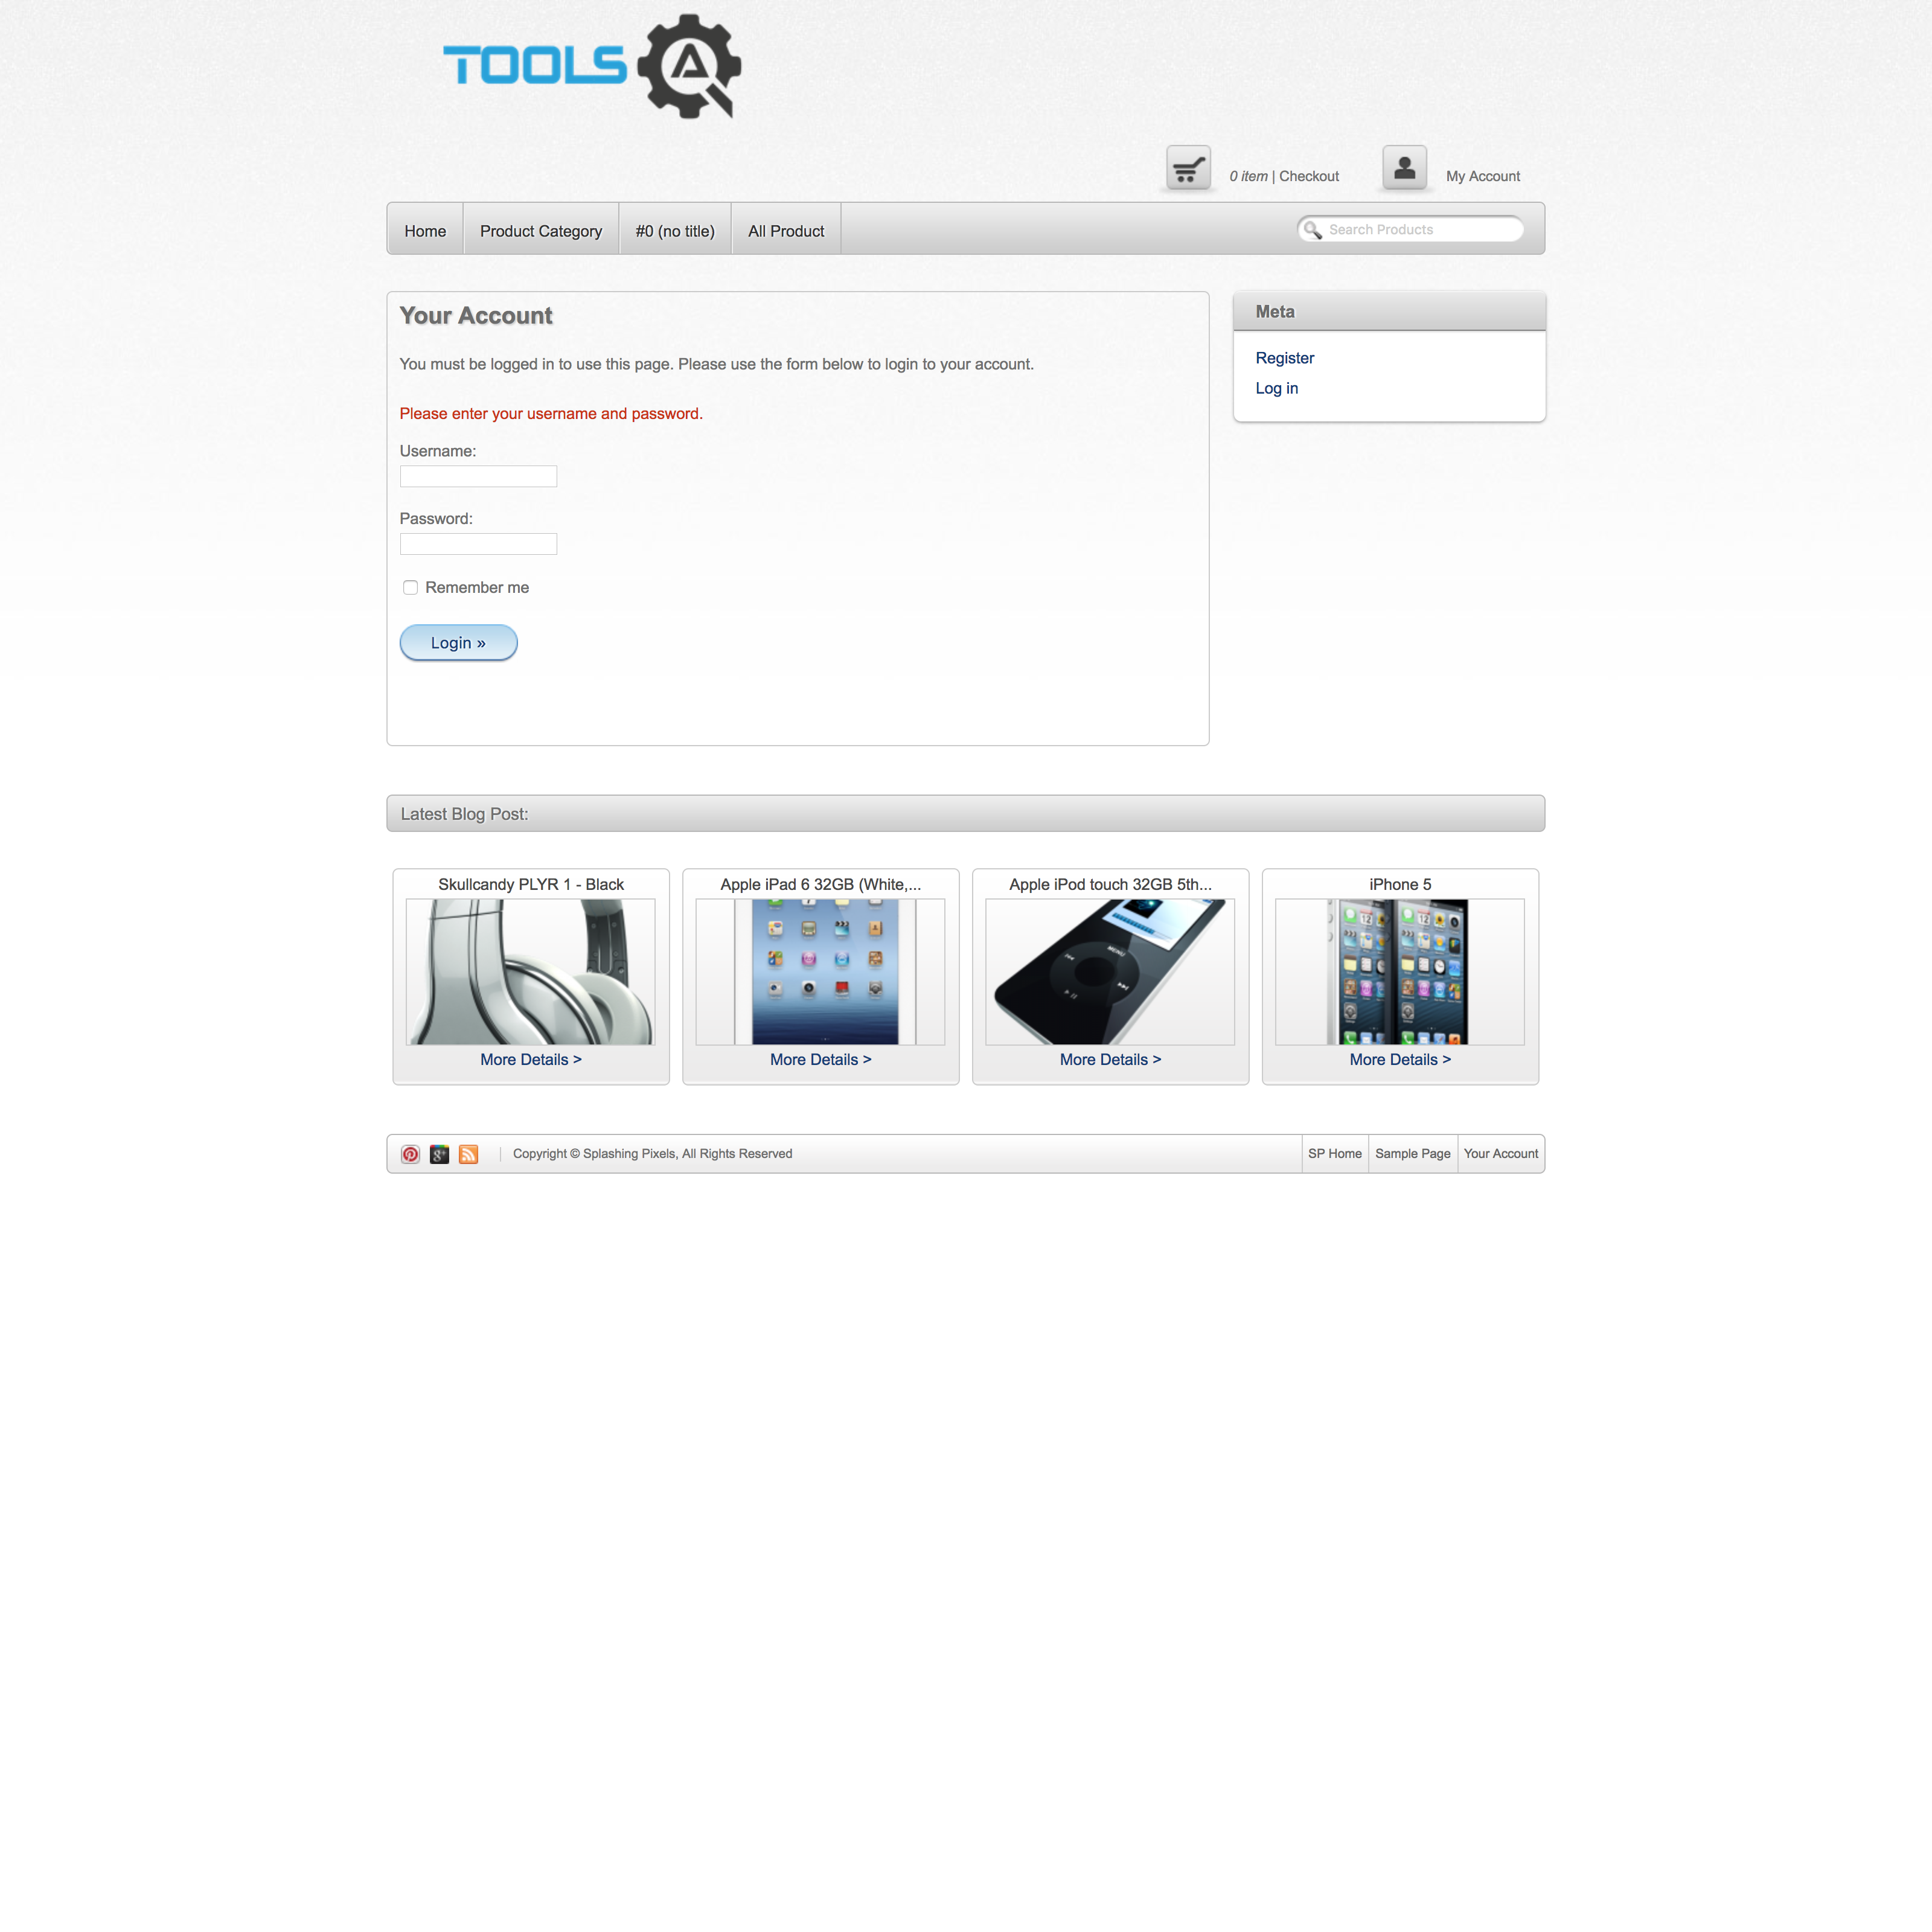 TOOLS QA
0 item | Checkout
My Account
Home
Product Category
#0 (no title)
All Product
Search Products
Your Account
You must be logged in to use this page. Please use the form below to login to your account.
Please enter your username and password.
Username:
Password:
Remember me
Login »
Meta
Register
Log in
Latest Blog Post:
Skullcandy PLYR 1 - Black
More Details >
Apple iPad 6 32GB (White,...
More Details >
Apple iPod touch 32GB 5th...
MENU
More Details >
iPhone 5
12
12
More Details >
g+
Copyright © Splashing Pixels, All Rights Reserved
SP Home
Sample Page
Your Account